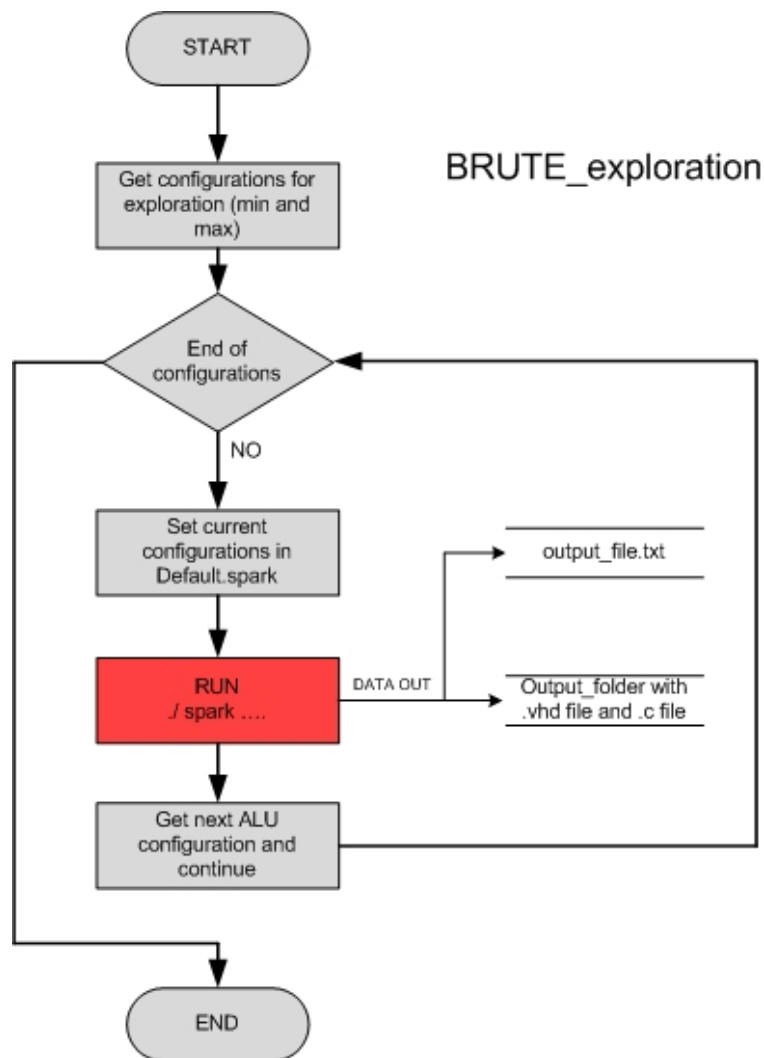 START
BRUTE_exploration
Get configurations for
exploration (min and
max)
End of
configurations
NO
Set current
configurations in
Default.spark
output_file.txt
RUN
./ spark ....
DATA OUT
Output_folder with
.vhd file and .c file
Get next ALU
configuration and
continue
END